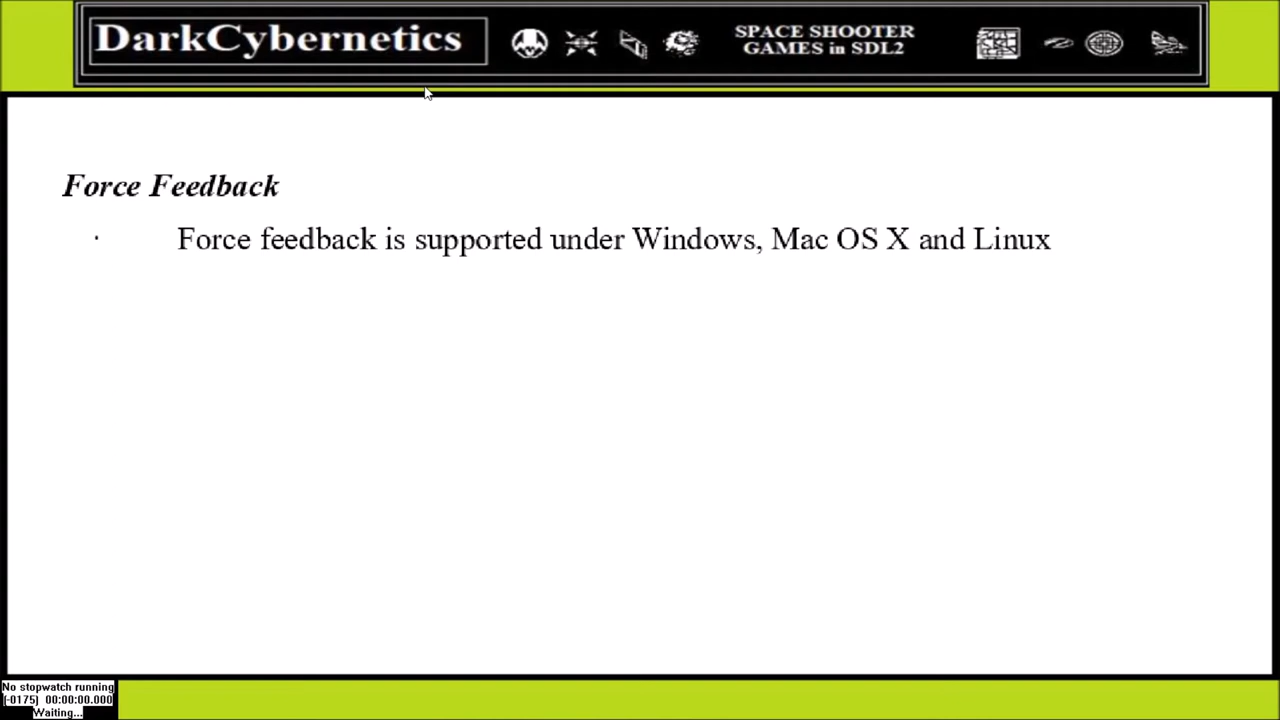 DarkCybernetics
SPACE SHOOTER
GAMES in SDL2
Force Feedback
· Force feedback is supported under Windows, Mac OS X and Linux
No stopwatch running
(-0175) 00:00:00.000
Waiting...